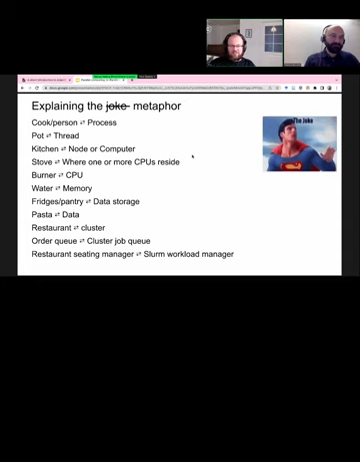 Explaining the joke metaphor
The Joke
Cook/person ⇄ Process
Pot ⇄ Thread
Kitchen ⇄ Node or Computer
Stove ⇄ Where one or more CPUs reside
Burner ⇄ CPU
Water ⇄ Memory
Fridges/pantry ⇄ Data storage
Pasta ⇄ Data
Restaurant ⇄ cluster
Order queue ⇄ Cluster job queue
Restaurant seating manager ⇄ Slurm workload manager